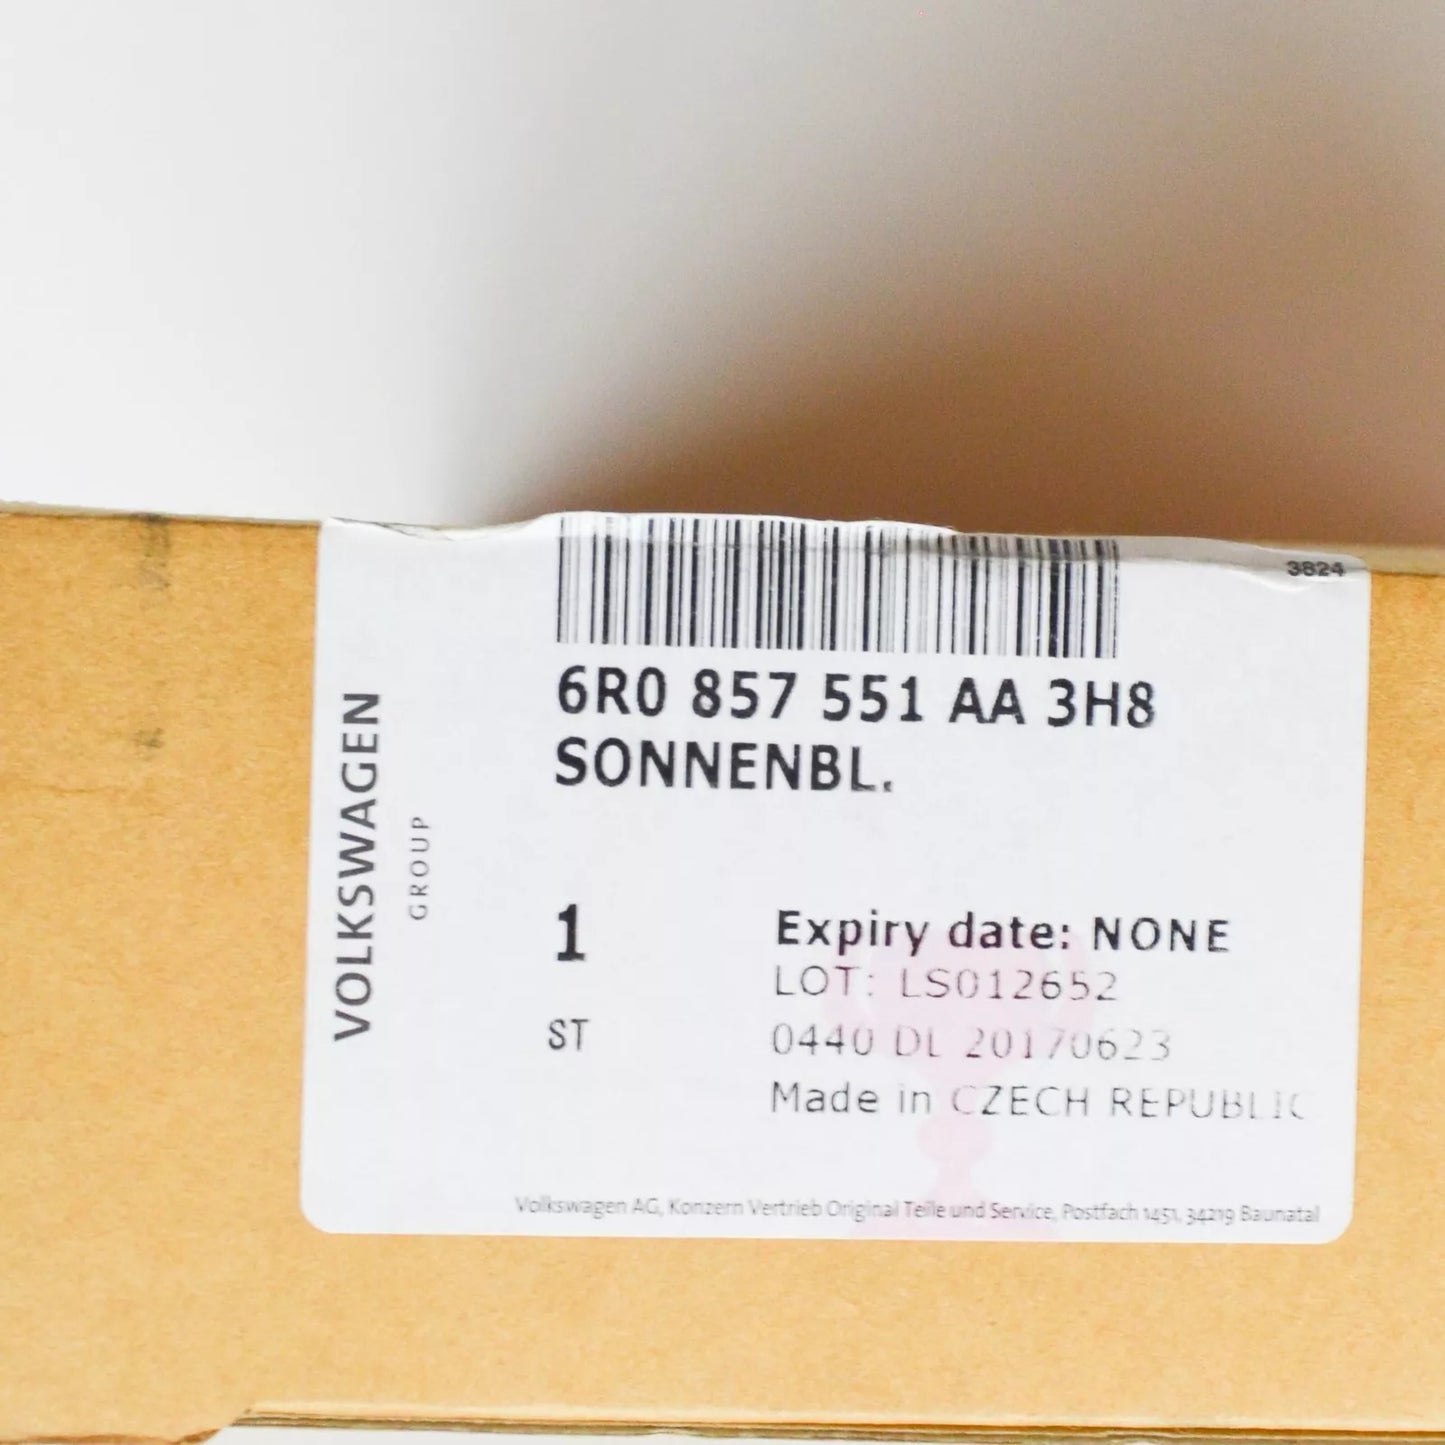 3824
6R0 857 551 AA 3H8
SONNENBL.
VOLKSWAGEN
GROUP
1
Expiry date: NONE
LOT: LS012652
ST
0440 DL 20170623
Made in CZECH REPUBLIC
Volkswagen AG, Konzern Vertrieb Original Teile und Service, Postfach 1451, 34219 Baunatal